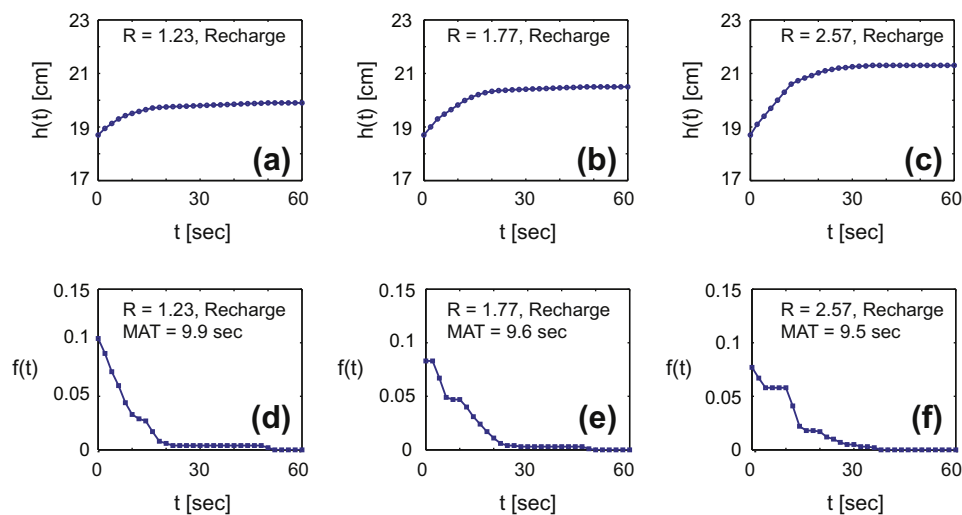 23
21
19
17
h(t) [cm]
R = 1.23, Recharge
(a)
0
30
60
t [sec]
23
21
19
17
h(t) [cm]
R = 1.77, Recharge
(b)
0
30
60
t [sec]
23
21
19
17
h(t) [cm]
R = 2.57, Recharge
(c)
0
30
60
t [sec]
0.15
0.1
0.05
0
f(t)
R = 1.23, Recharge
MAT = 9.9 sec
(d)
0
30
60
t [sec]
0.15
0.1
0.05
0
f(t)
R = 1.77, Recharge
MAT = 9.6 sec
(e)
0
30
60
t [sec]
0.15
0.1
0.05
0
f(t)
R = 2.57, Recharge
MAT = 9.5 sec
(f)
0
30
60
t [sec]